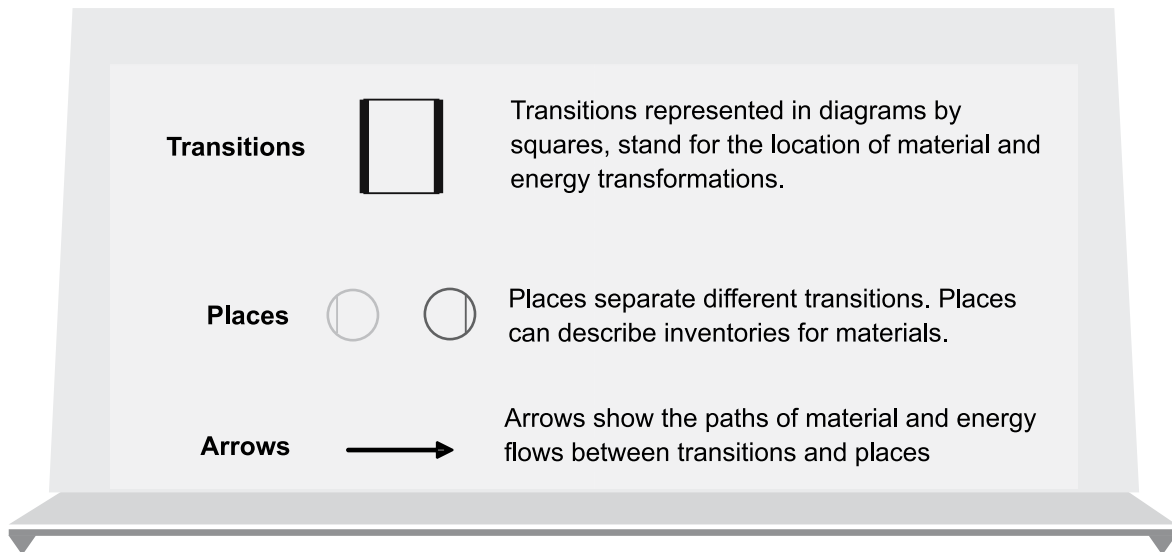 Transitions
Transitions represented in diagrams by
squares, stand for the location of material and
energy transformations.
Places
Places separate different transitions. Places
can describe inventories for materials.
Arrows
Arrows show the paths of material and energy
flows between transitions and places